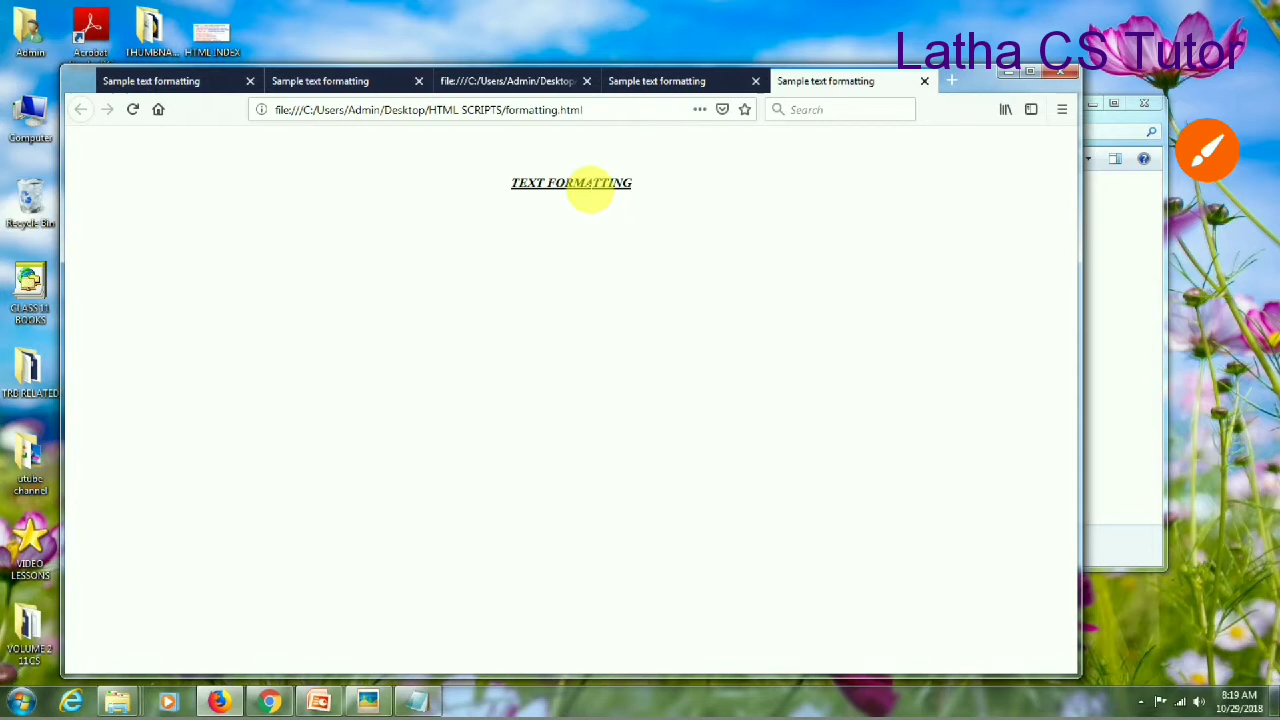 Latha CS Tutor
Admin
Acrobat
THUMBNA...
HTML INDEX
Sample text formatting
Sample text formatting
file:///C:/Users/Admin/Desktop
Sample text formatting
Sample text formatting
file:///C:/Users/Admin/Desktop/HTML SCRIPTS/formatting.html
Search
TEXT FORMATTING
Computer
Recycle Bin
CLASS 11
BOOKS
TRB RELATED
utube
channel
VIDEO
LESSONS
VOLUME 2
11CS
8:19 AM
10/29/2018